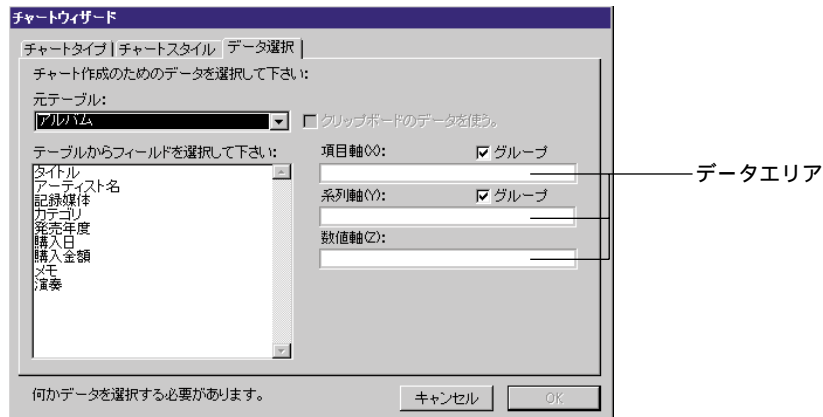 チャートウィザード
チャートタイプ チャートスタイル データ選択
チャート作成のためのデータを選択して下さい:
元テーブル:
アルバム
クリップボードのデータを使う。
テーブルからフィールドを選択して下さい:
タイトル
アーティスト名
記録媒体
カテゴリ
発売年度
購入日
購入金額
メモ
演奏
項目軸(X): グループ
系列軸(Y): グループ
数値軸(Z):
データエリア
何かデータを選択する必要があります。
キャンセル OK